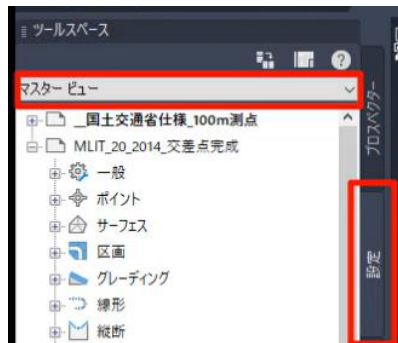 ツールスペース
マスター ビュー
__国土交通省仕様_100m測点
MLIT_20_2014_交差点完成
一般
ポイント
サーフェス
区画
グレーディング
線形
縦断
プロスペクター
設定